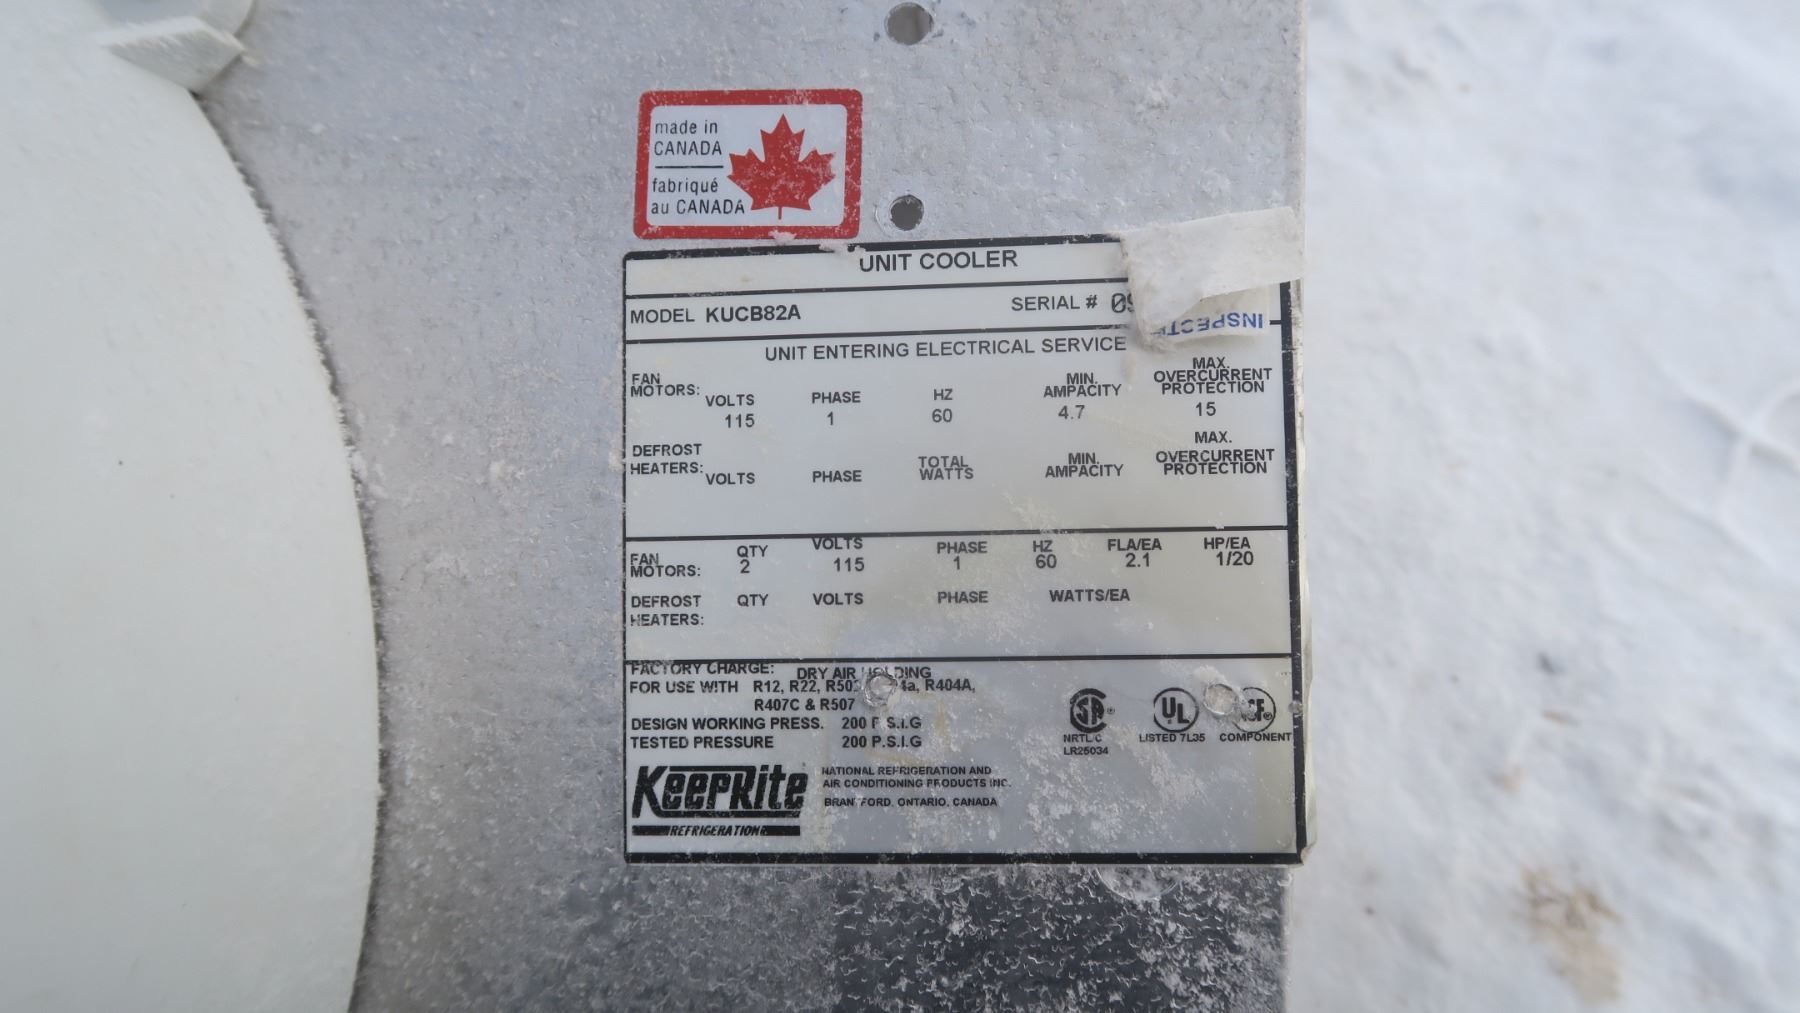 made in
CANADA
fabriqué
au CANADA
UNIT COOLER
MODEL KUCB82A SERIAL #
UNIT ENTERING ELECTRICAL SERVICE
FAN MOTORS: VOLTS PHASE HZ MIN. AMPACITY MAX. OVERCURRENT PROTECTION
115 1 60 4.7 15
DEFROST HEATERS: VOLTS PHASE TOTAL WATTS MIN. AMPACITY MAX. OVERCURRENT PROTECTION
FAN MOTORS: QTY VOLTS PHASE HZ FLA/EA HP/EA
2 115 1 60 2.1 1/20
DEFROST HEATERS: QTY VOLTS PHASE WATTS/EA
FACTORY CHARGE: DRY AIR HOLDING
FOR USE WITH R12, R22, R404A,
R407C & R507
DESIGN WORKING PRESS. 200 P.S.I.G
TESTED PRESSURE 200 P.S.I.G
NRTL/C
LR25034
UL
LISTED 7L35
COMPONENT
KeepRite
REFRIGERATION
NATIONAL REFRIGERATION AND
AIR CONDITIONING PRODUCTS INC.
BRANTFORD, ONTARIO, CANADA